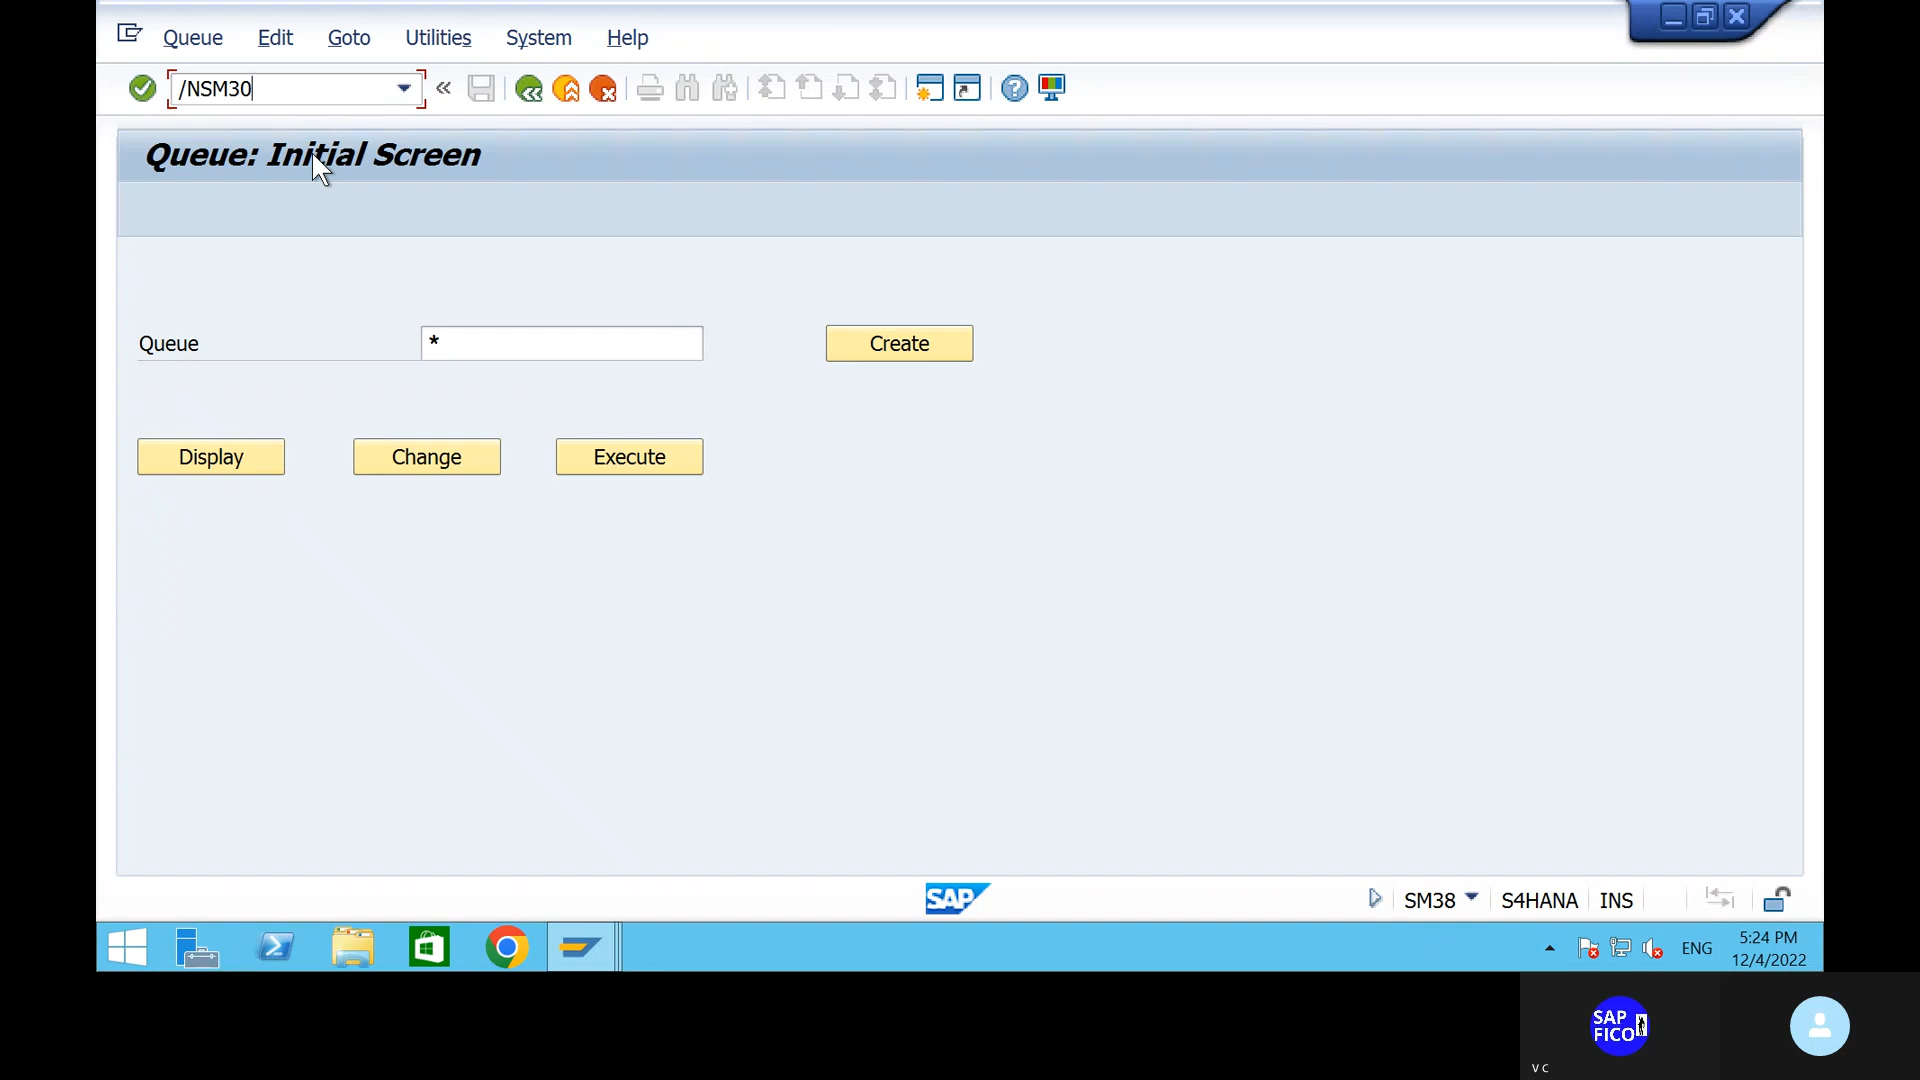 Queue Edit Goto Utilities System Help
/NSM30
Queue: Initial Screen
Queue * Create
Display Change Execute
SAP SM38 S4HANA INS
ENG 5:24 PM
12/4/2022
SAP
FICO
V C